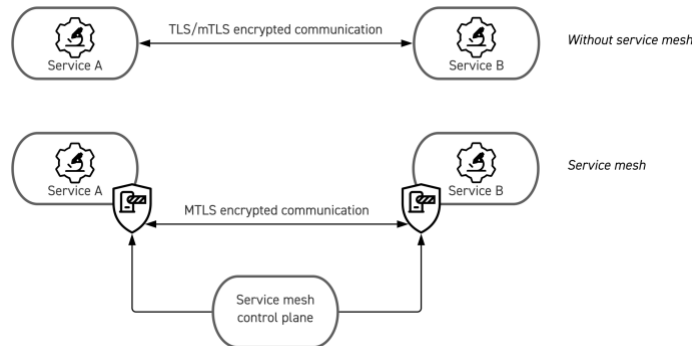 TLS/mTLS encrypted communication
Service A
Service B
Without service mesh
Service A
Service B
Service mesh
MTLS encrypted communication
Service mesh
control plane